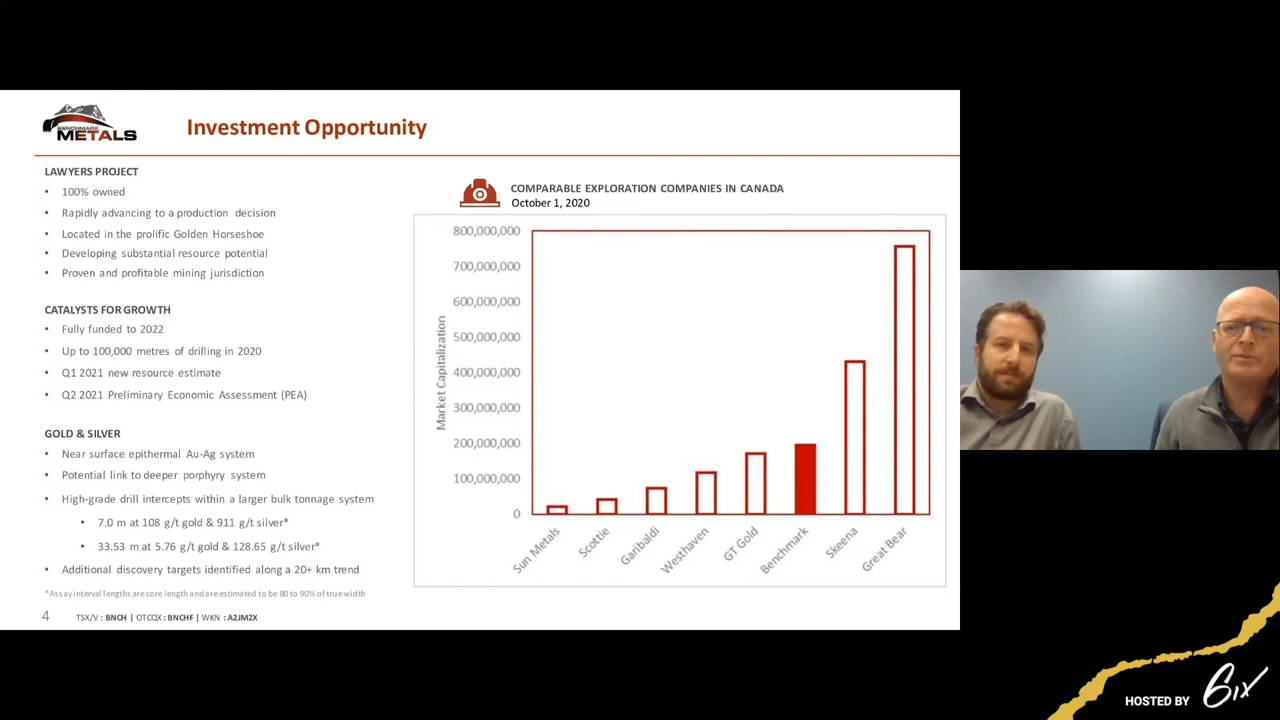 BENCHMARK
METALS
Investment Opportunity
LAWYERS PROJECT
• 100% owned
• Rapidly advancing to a production decision
• Located in the prolific Golden Horseshoe
• Developing substantial resource potential
• Proven and profitable mining jurisdiction
CATALYSTS FOR GROWTH
• Fully funded to 2022
• Up to 100,000 metres of drilling in 2020
• Q1 2021 new resource estimate
• Q2 2021 Preliminary Economic Assessment (PEA)
GOLD & SILVER
• Near surface epithermal Au-Ag system
• Potential link to deeper porphyry system
• High-grade drill intercepts within a larger bulk tonnage system
• 7.0 m at 108 g/t gold & 911 g/t silver*
• 33.53 m at 5.76 g/t gold & 128.65 g/t silver*
• Additional discovery targets identified along a 20+ km trend
*Assay interval lengths are core length and are estimated to be 80 to 90% of true width
4 TSX/V : BNCH | OTCQX : BNCHF | WKN : A2JM2X
COMPARABLE EXPLORATION COMPANIES IN CANADA
October 1, 2020
Market Capitalization
800,000,000
700,000,000
600,000,000
500,000,000
400,000,000
300,000,000
200,000,000
100,000,000
0
Sun Metals
Scottie
Garibaldi
Westhaven
GT Gold
Benchmark
Skeena
Great Bear
HOSTED BY 6ix